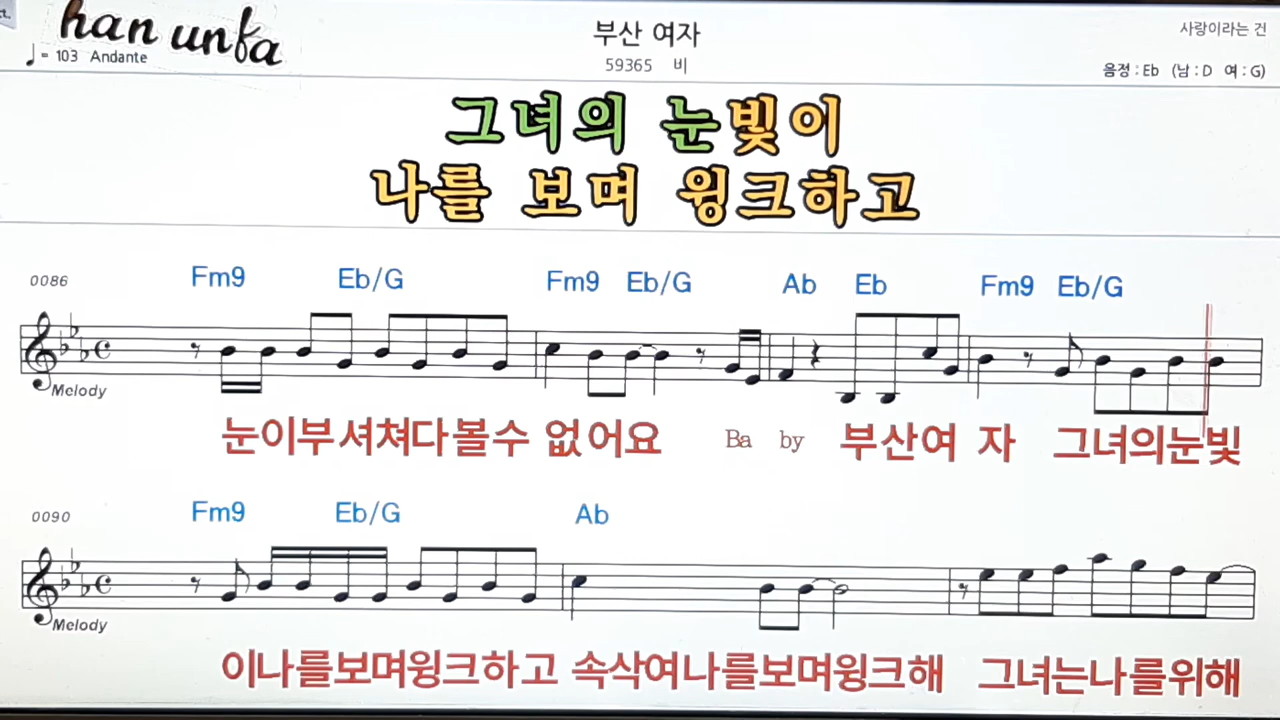 han unfa
부산 여자
사랑이라는 건
♩= 103 Andante
59365 비
음정 : Eb (남 : D 여 : G)
그녀의 눈빛이
나를 보며 윙크하고
0086
Fm9 Eb/G Fm9 Eb/G Ab Eb Fm9 Eb/G
Melody
눈이부셔쳐다볼수 없어요 Ba by 부산여 자 그녀의눈빛
0090
Fm9 Eb/G Ab
Melody
이나를보며윙크하고 속삭여나를보며윙크해 그녀는나를위해